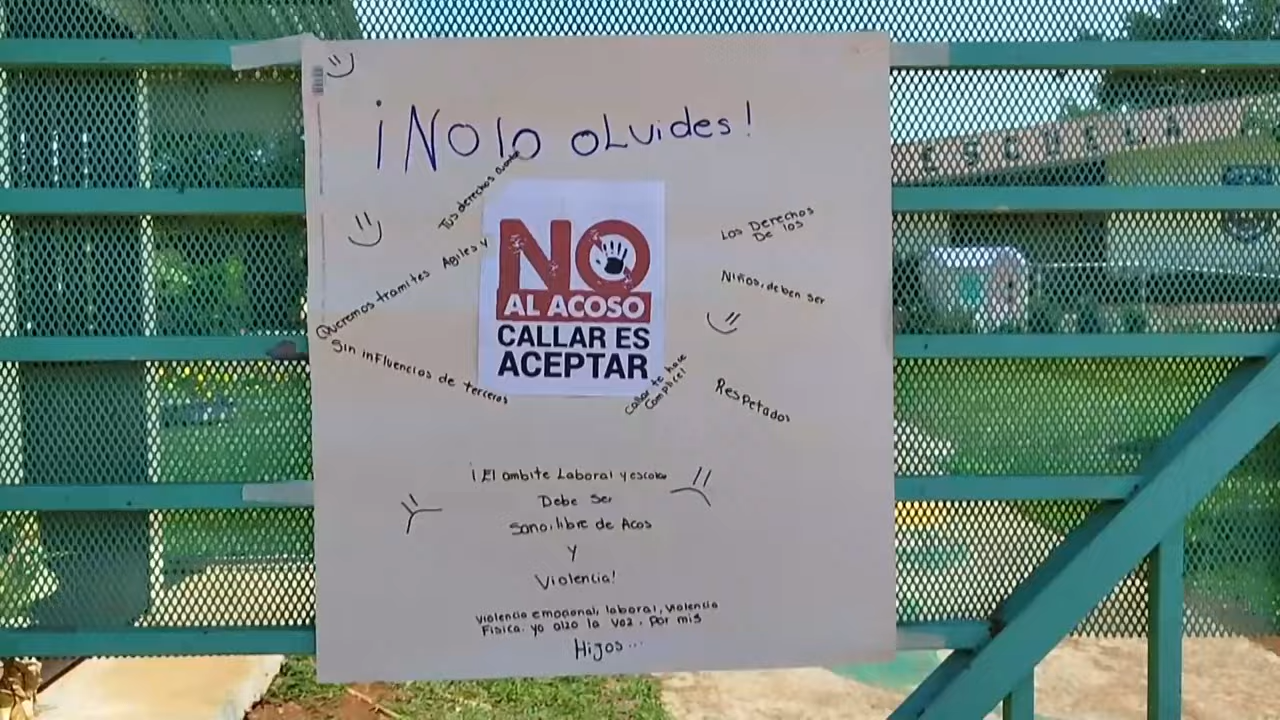 ¡No lo olvides!
Tus derechos
Queremos tramites Agiles y
Sin influencias de terceros
NO
AL ACOSO
CALLAR ES
ACEPTAR
Los Derechos
De los
Niños, deben ser
Respetados
Callar te hace
Complice!
¡El ambite Laboral y escolar
Debe Ser
Sano, libre de Acos
Y
Violencia!
Violencia emocional, laboral, Violencia
Fisica. yo alzo la voz. por mis
Hijos...
ESCUELA